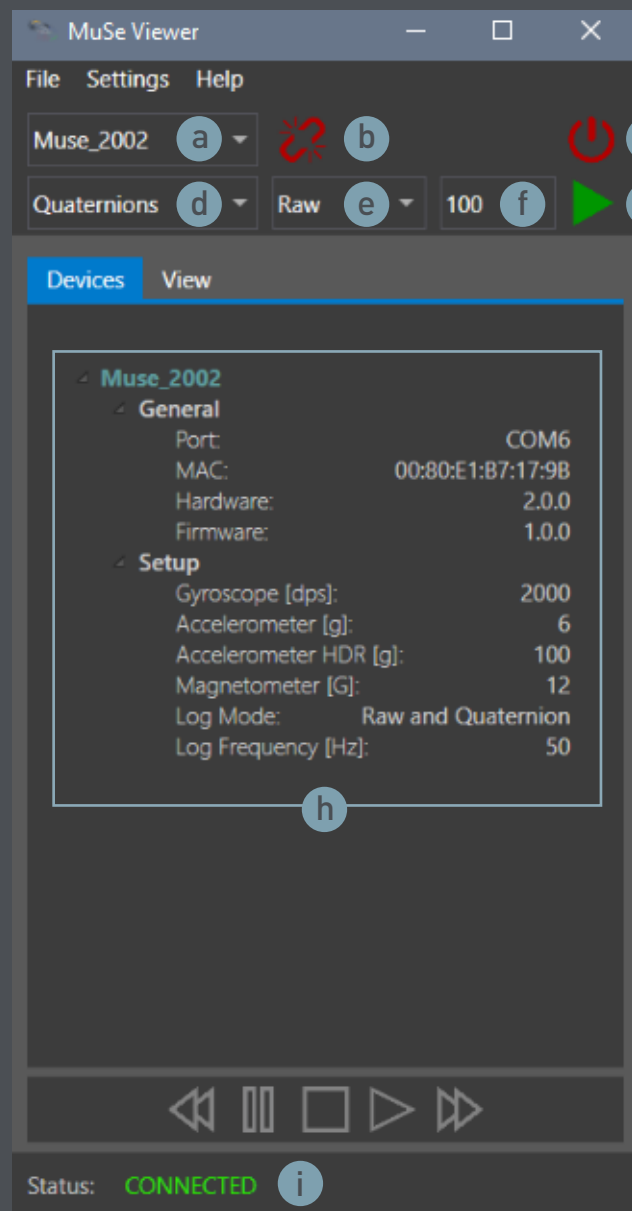 MuSe Viewer
File Settings Help
Muse_2002 a b
Quaternions d Raw e 100 f
Devices View
Muse_2002
General
Port: COM6
MAC: 00:80:E1:B7:17:9B
Hardware: 2.0.0
Firmware: 1.0.0
Setup
Gyroscope [dps]: 2000
Accelerometer [g]: 6
Accelerometer HDR [g]: 100
Magnetometer [G]: 12
Log Mode: Raw and Quaternion
Log Frequency [Hz]: 50
h
Status: CONNECTED i